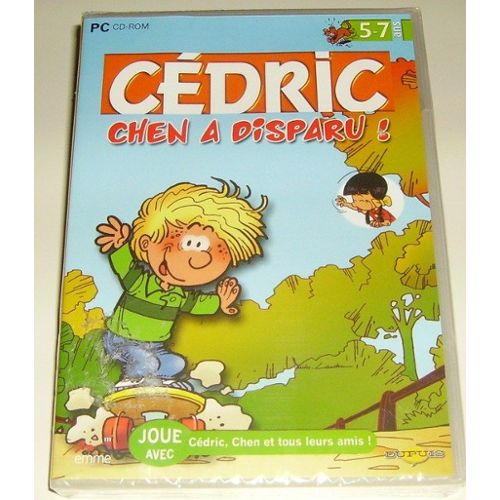 PC CD-ROM
5-7 ans
CÉDRIC
CHEN A DISPARU !
JOUE AVEC
Cédric, Chen et tous leurs amis !
emme
DUPUIS